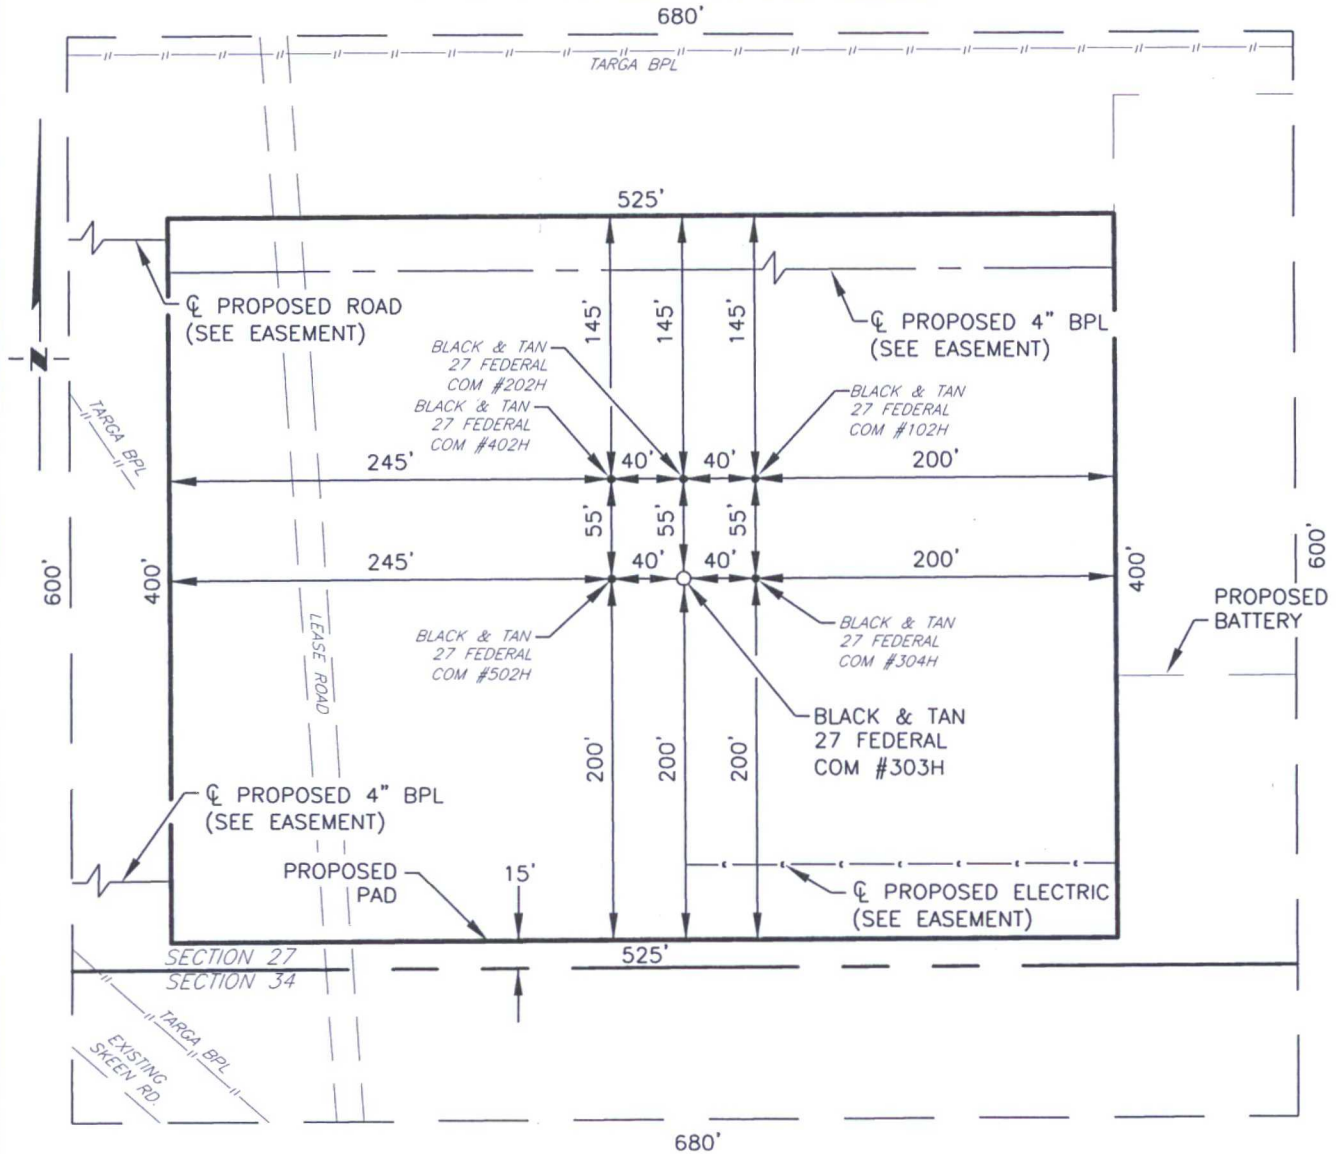 680'
TARGA BPL
525'
℄ PROPOSED ROAD
(SEE EASEMENT)
145'
145'
145'
℄ PROPOSED 4" BPL
(SEE EASEMENT)
N
BLACK & TAN
27 FEDERAL
COM #202H
BLACK & TAN
27 FEDERAL
COM #402H
BLACK & TAN
27 FEDERAL
COM #102H
TARGA BPL
245'
40'
40'
200'
55'
55'
55'
245'
40'
40'
200'
600'
400'
400'
600'
PROPOSED
BATTERY
LEASE ROAD
BLACK & TAN
27 FEDERAL
COM #502H
BLACK & TAN
27 FEDERAL
COM #304H
BLACK & TAN
27 FEDERAL
COM #303H
200'
200'
200'
℄ PROPOSED 4" BPL
(SEE EASEMENT)
PROPOSED
PAD
15'
℄ PROPOSED ELECTRIC
(SEE EASEMENT)
525'
SECTION 27
SECTION 34
TARGA BPL
EXISTING
SKEEN RD.
680'